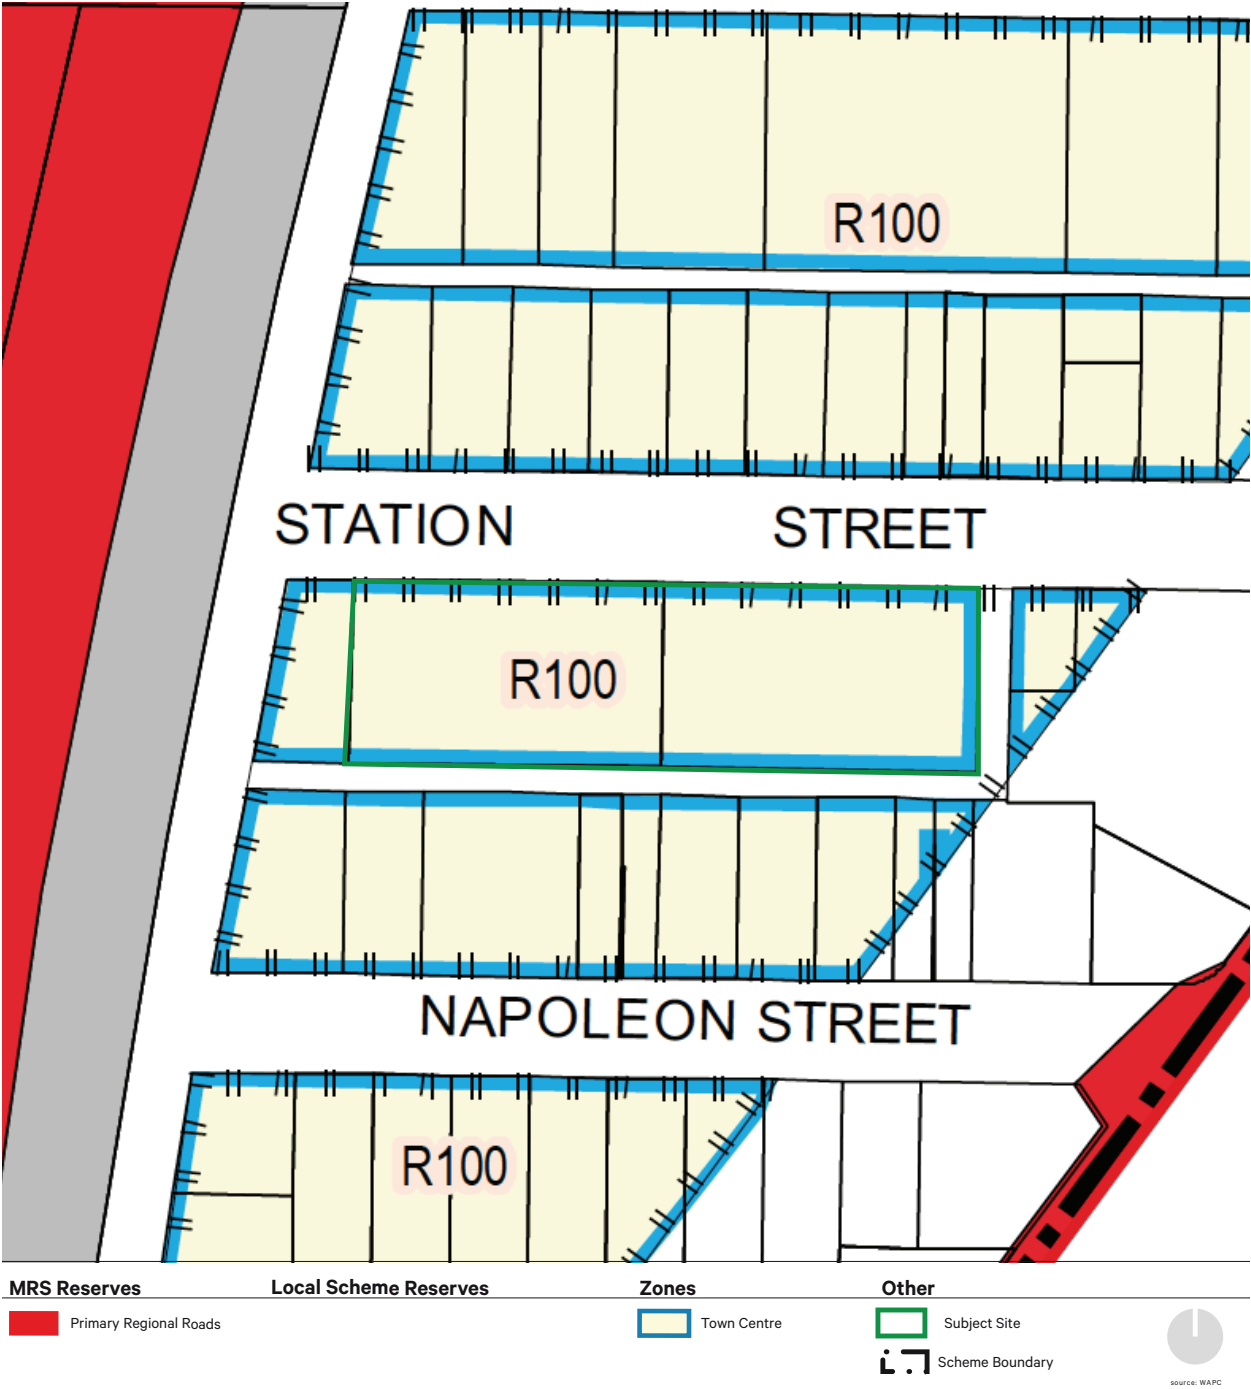 R100
STATION STREET
R100
NAPOLEON STREET
R100
MRS Reserves Local Scheme Reserves Zones Other
Primary Regional Roads Town Centre Subject Site
Scheme Boundary
source: WAPC